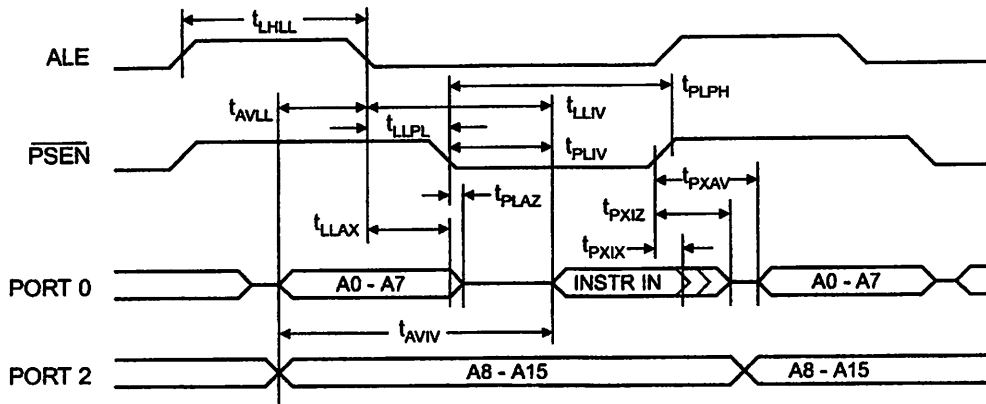 tLHLL
ALE
tPLPH
tAVLL
tLLIV
tLLPL
PSEN
tPLIV
tPXAV
tPLAZ
tPXIZ
tLLAX
tPXIX
PORT 0
A0 - A7
INSTR IN
A0 - A7
tAVIV
PORT 2
A8 - A15
A8 - A15